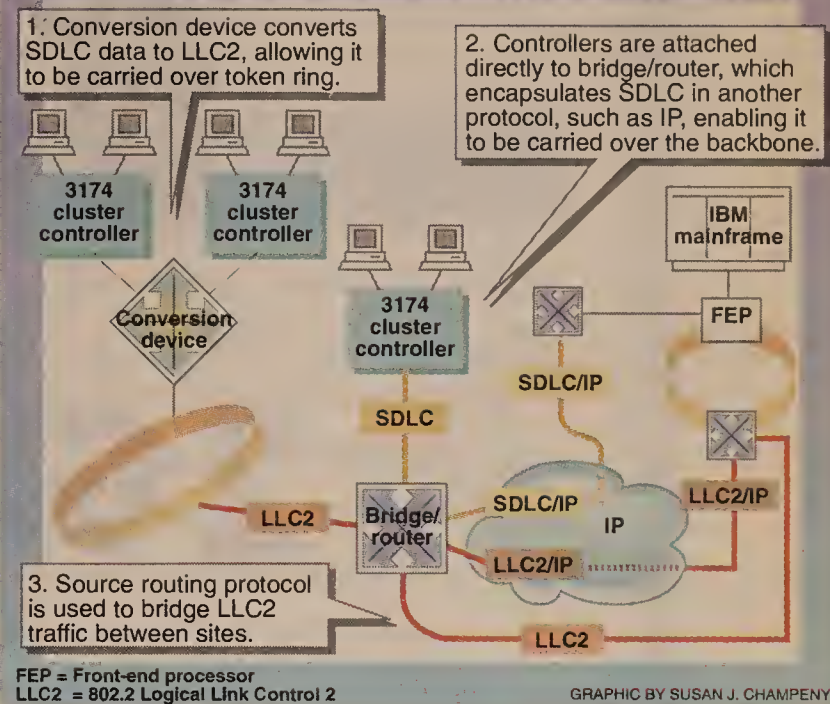 1. Conversion device converts
SDLC data to LLC2, allowing it
to be carried over token ring.
2. Controllers are attached
directly to bridge/router, which
encapsulates SDLC in another
protocol, such as IP, enabling it
to be carried over the backbone.
3174
cluster
controller
3174
cluster
controller
IBM
mainframe
3174
cluster
controller
FEP
Conversion
device
SDLC/IP
SDLC
LLC2
Bridge/
router
SDLC/IP
IP
LLC2/IP
LLC2/IP
3. Source routing protocol
is used to bridge LLC2
traffic between sites.
LLC2
FEP = Front-end processor
LLC2 = 802.2 Logical Link Control 2
GRAPHIC BY SUSAN J. CHAMPENY